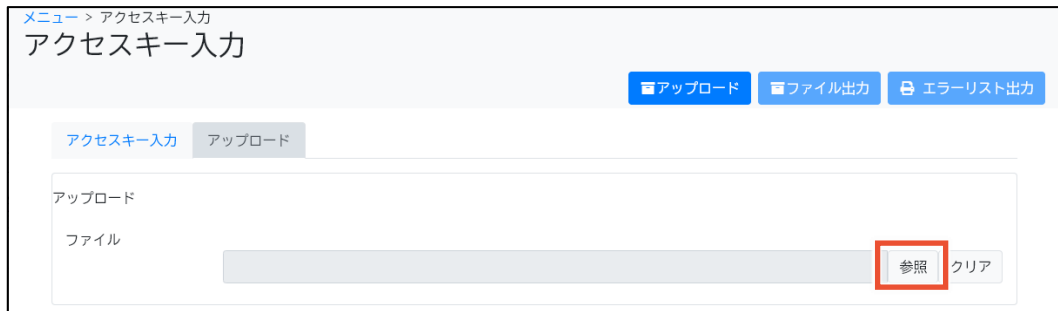 メニュー > アクセスキー入力
アクセスキー入力
アップロード ファイル出力 エラーリスト出力
アクセスキー入力 アップロード
アップロード
ファイル
参照 クリア